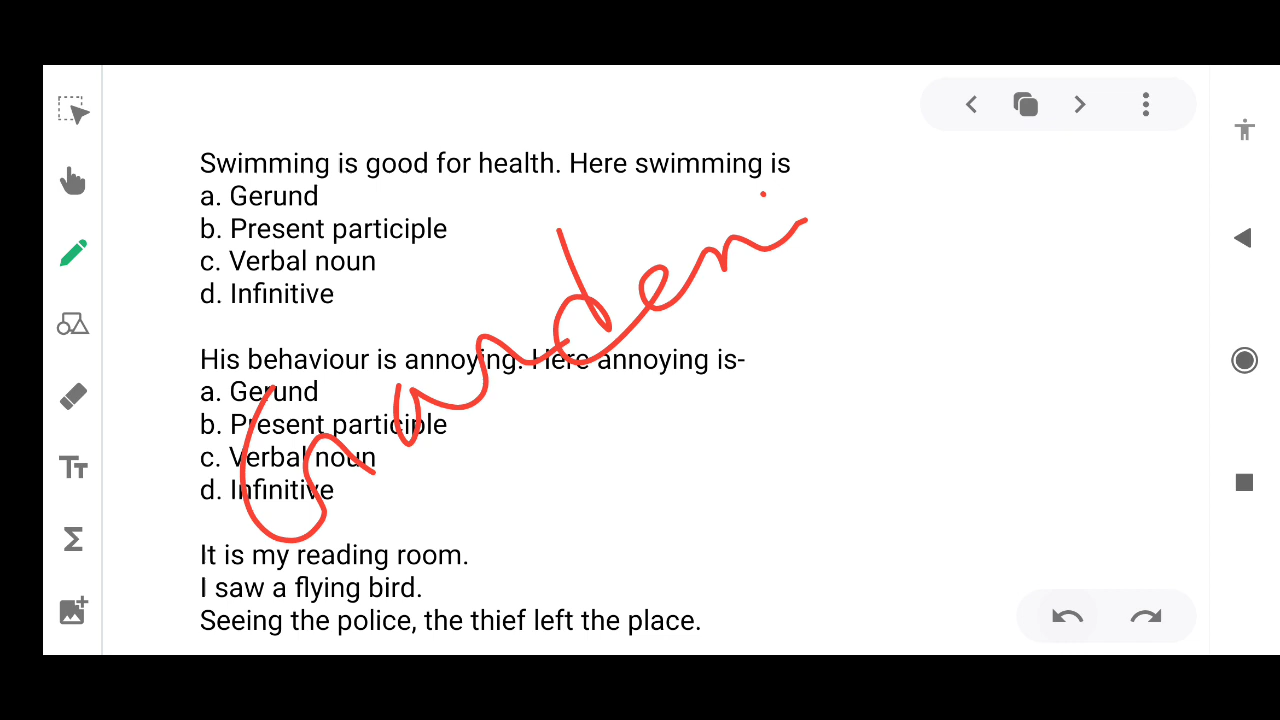 Swimming is good for health. Here swimming is
a. Gerund
b. Present participle
c. Verbal noun
d. Infinitive
His behaviour is annoying. Here annoying is-
a. Gerund
b. Present participle
c. Verbal noun
d. Infinitive
It is my reading room.
I saw a flying bird.
Seeing the police, the thief left the place.